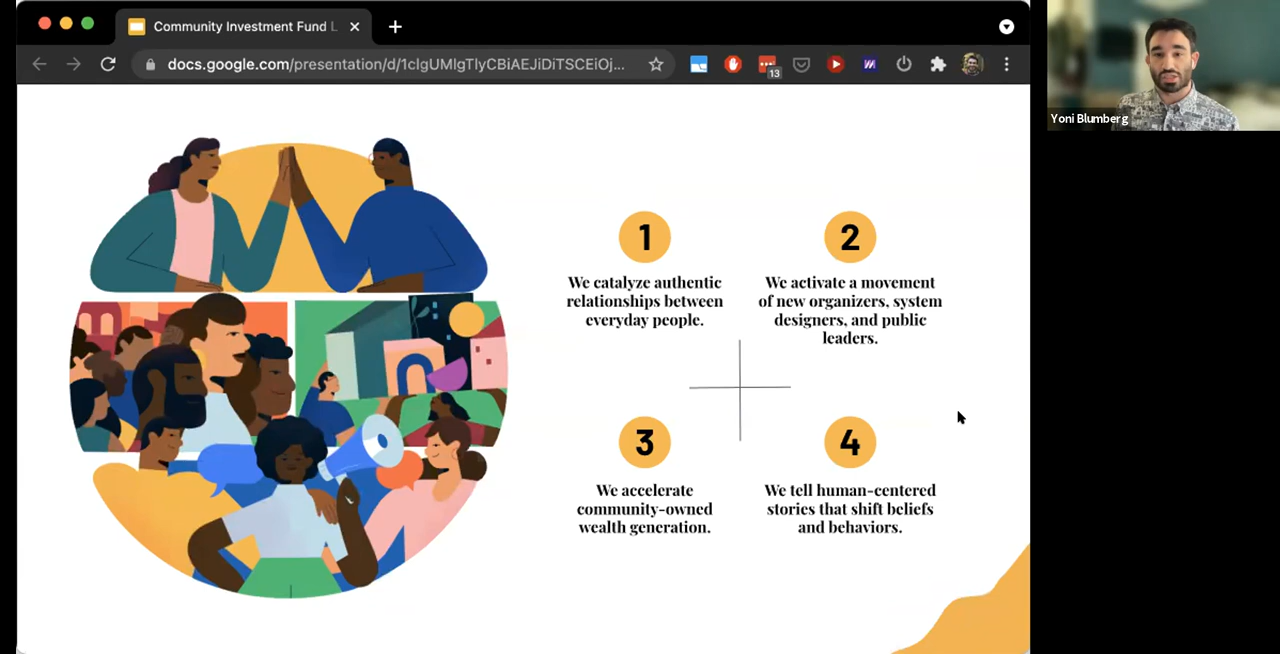 Community Investment Fund L
docs.google.com/presentation/d/1clgUMlgTlyCBiAEJiDiTSCEiOj...
13
Yoni Blumberg
1
We catalyze authentic
relationships between
everyday people.
2
We activate a movement
of new organizers, system
designers, and public
leaders.
3
We accelerate
community-owned
wealth generation.
4
We tell human-centered
stories that shift beliefs
and behaviors.